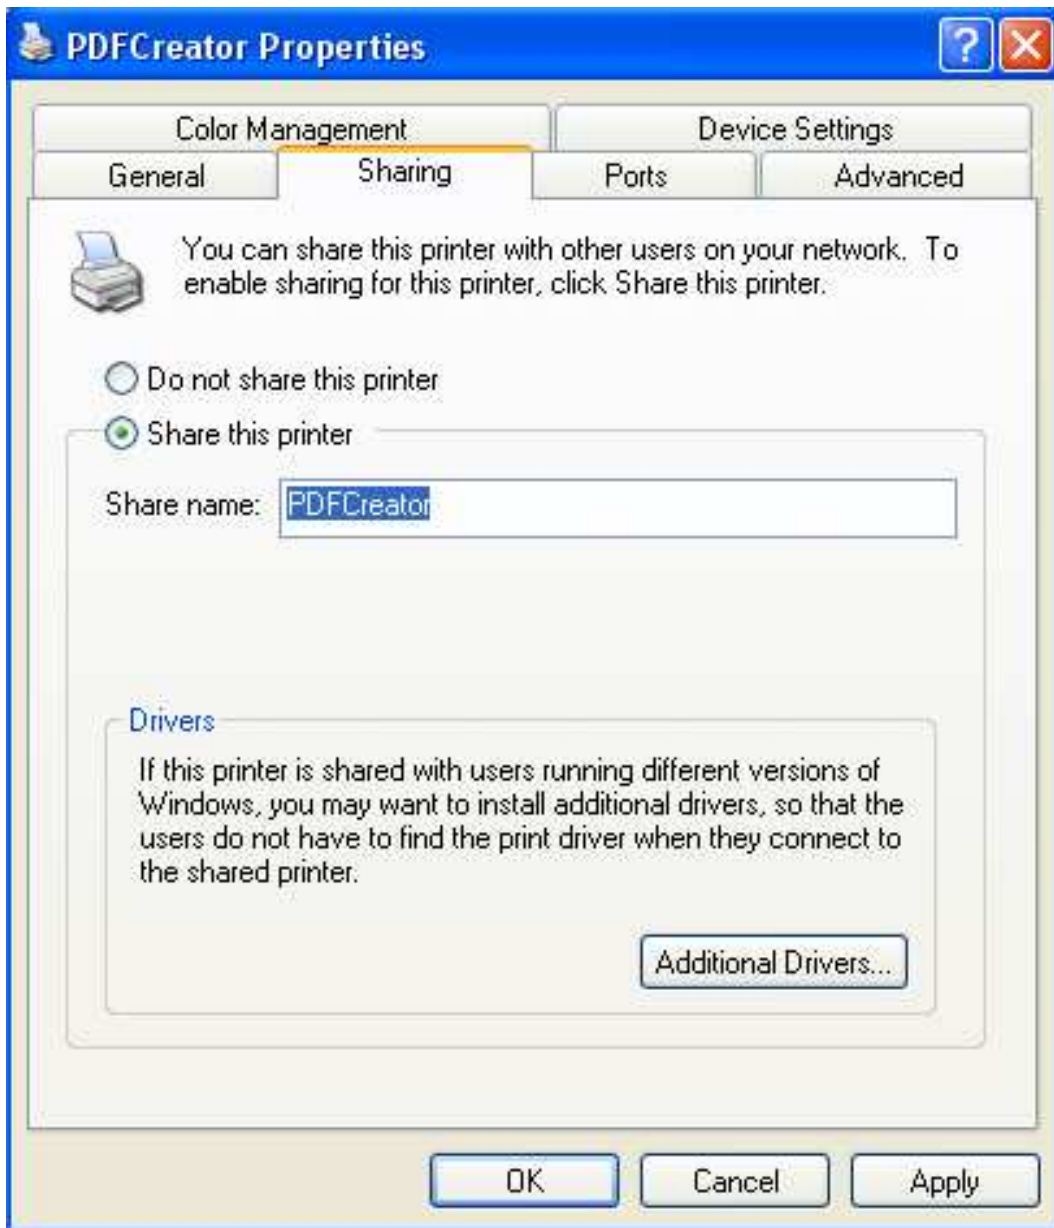 PDFCreator Properties
Color Management
Device Settings
General
Sharing
Ports
Advanced
You can share this printer with other users on your network. To
enable sharing for this printer, click Share this printer.
Do not share this printer
Share this printer
Share name: PDFCreator
Drivers
If this printer is shared with users running different versions of
Windows, you may want to install additional drivers, so that the
users do not have to find the print driver when they connect to
the shared printer.
Additional Drivers...
OK
Cancel
Apply